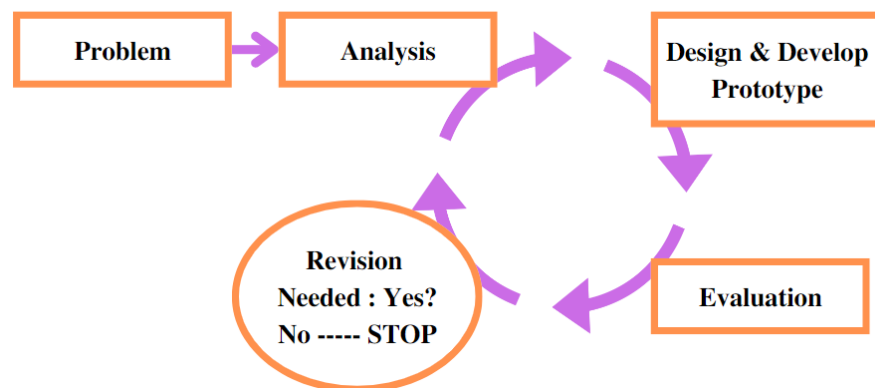 Problem
Analysis
Design & Develop
Prototype
Evaluation
Revision
Needed : Yes?
No ----- STOP